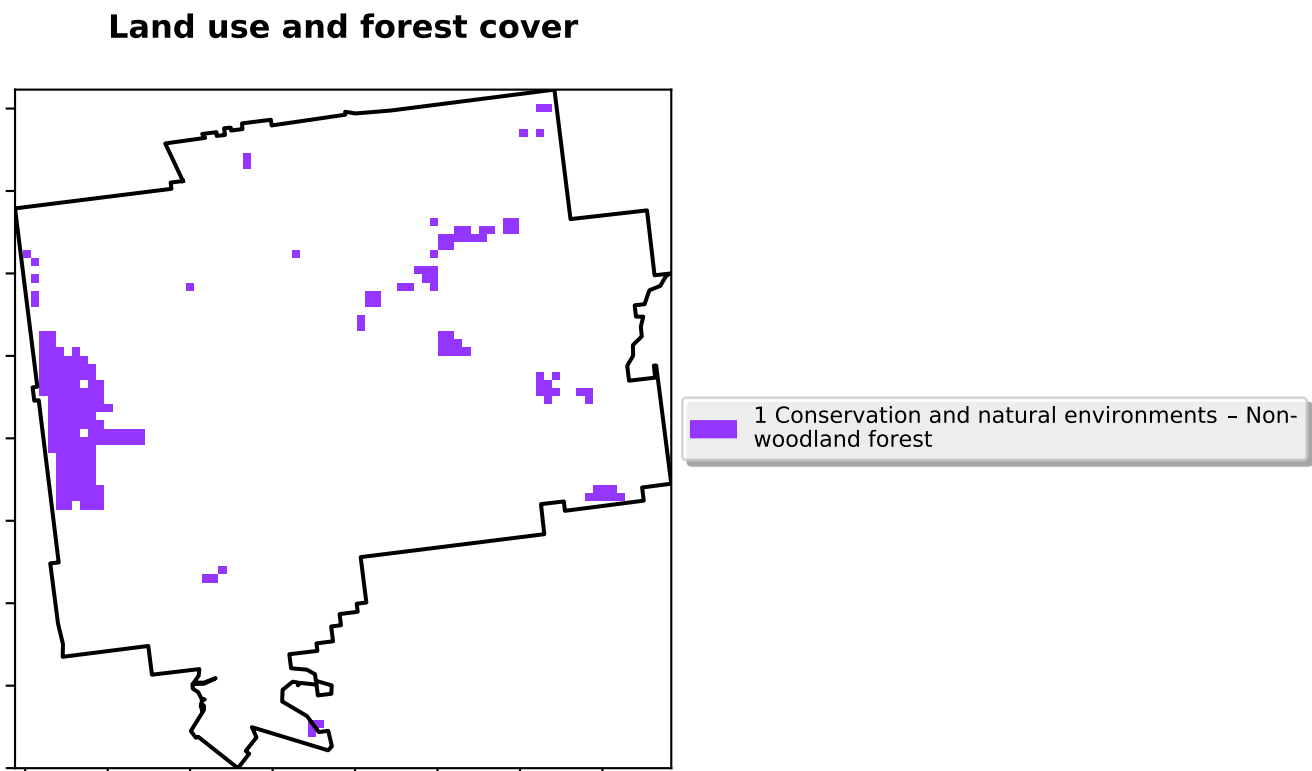 Land use and forest cover
1 Conservation and natural environments – Non-
woodland forest